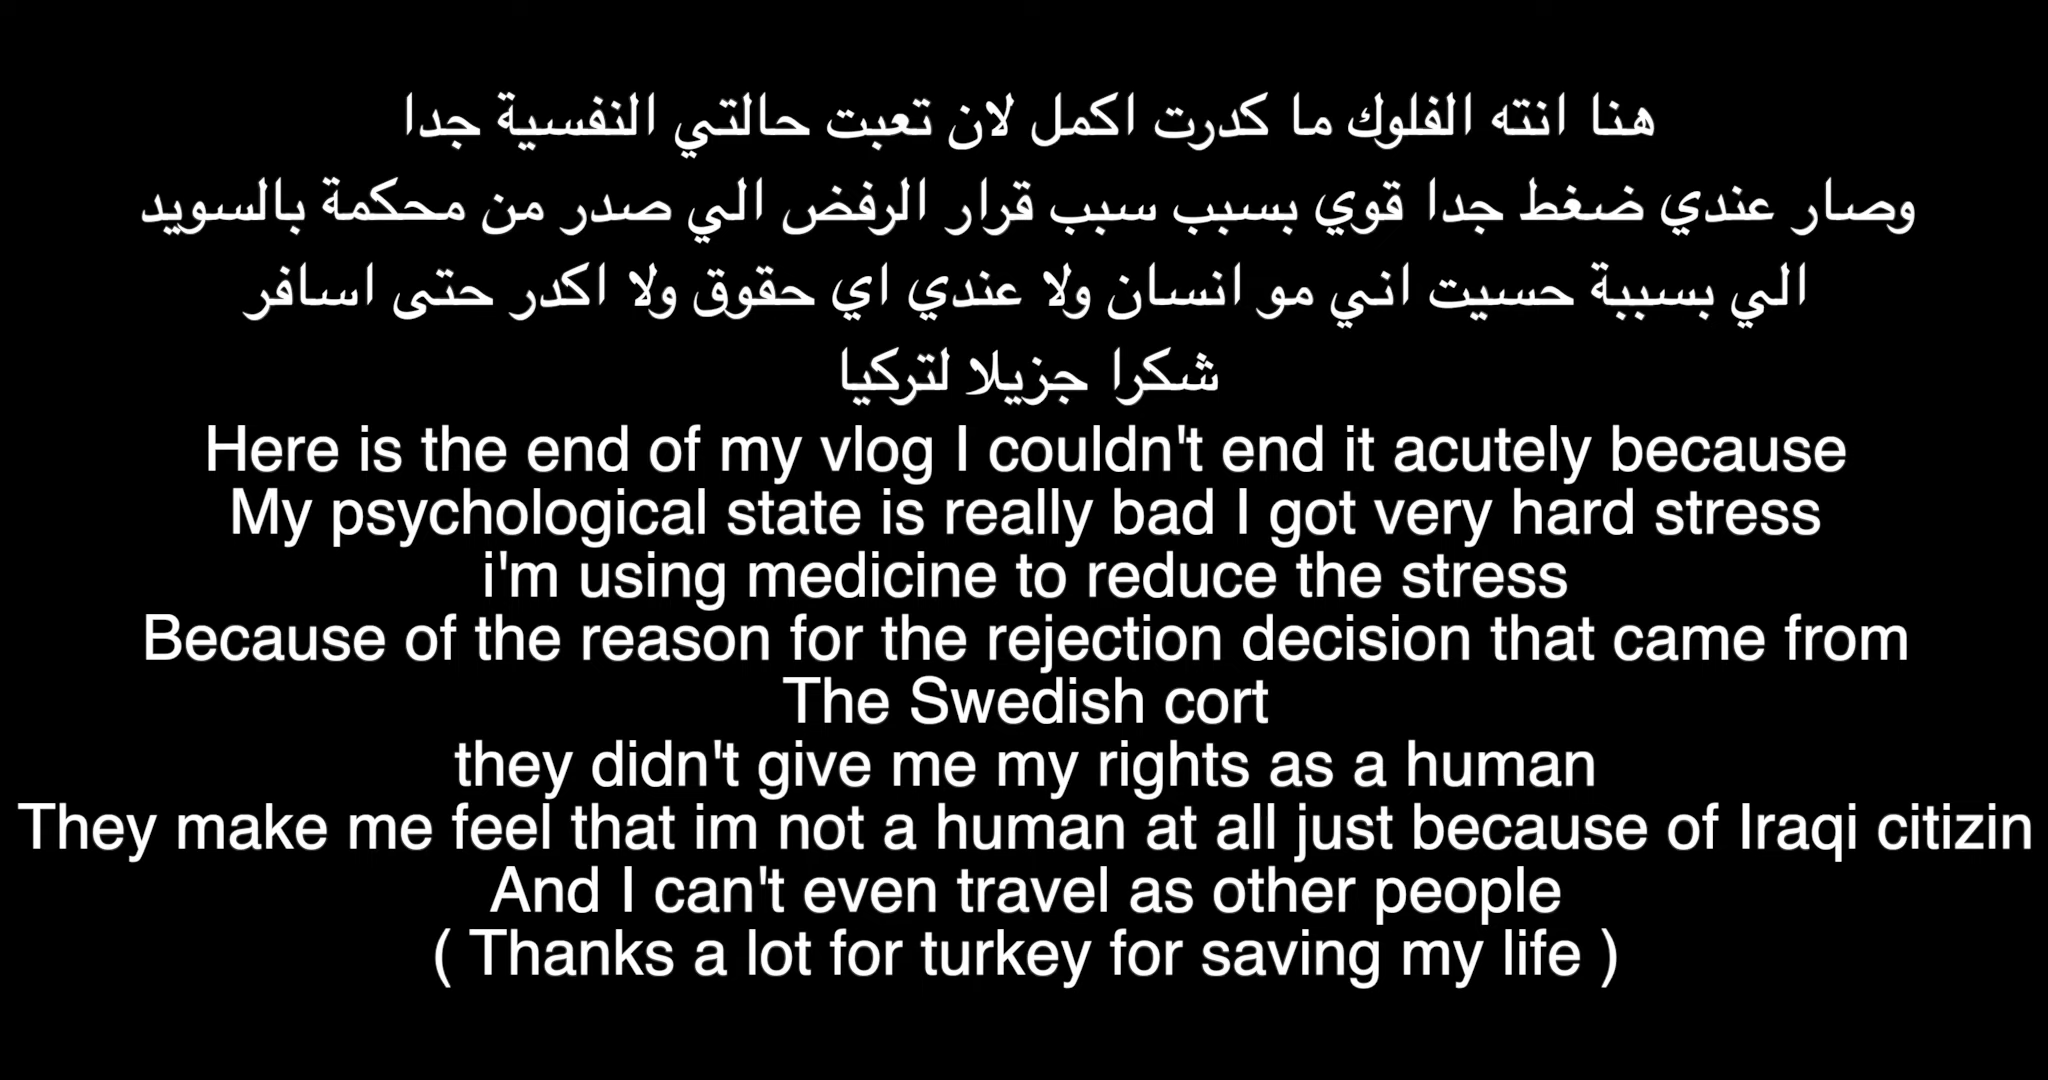 هنا انته الفلوك ما كدرت اكمل لان تعبت حالتي النفسية جدا
وصار عندي ضغط جدا قوي بسبب سبب قرار الرفض الي صدر من محكمة بالسويد
الي بسببة حسيت اني مو انسان ولا عندي اي حقوق ولا اكدر حتى اسافر
شكرا جزيلا لتركيا
Here is the end of my vlog I couldn't end it acutely because
My psychological state is really bad I got very hard stress
i'm using medicine to reduce the stress
Because of the reason for the rejection decision that came from
The Swedish cort
they didn't give me my rights as a human
They make me feel that im not a human at all just because of Iraqi citizin
And I can't even travel as other people
( Thanks a lot for turkey for saving my life )